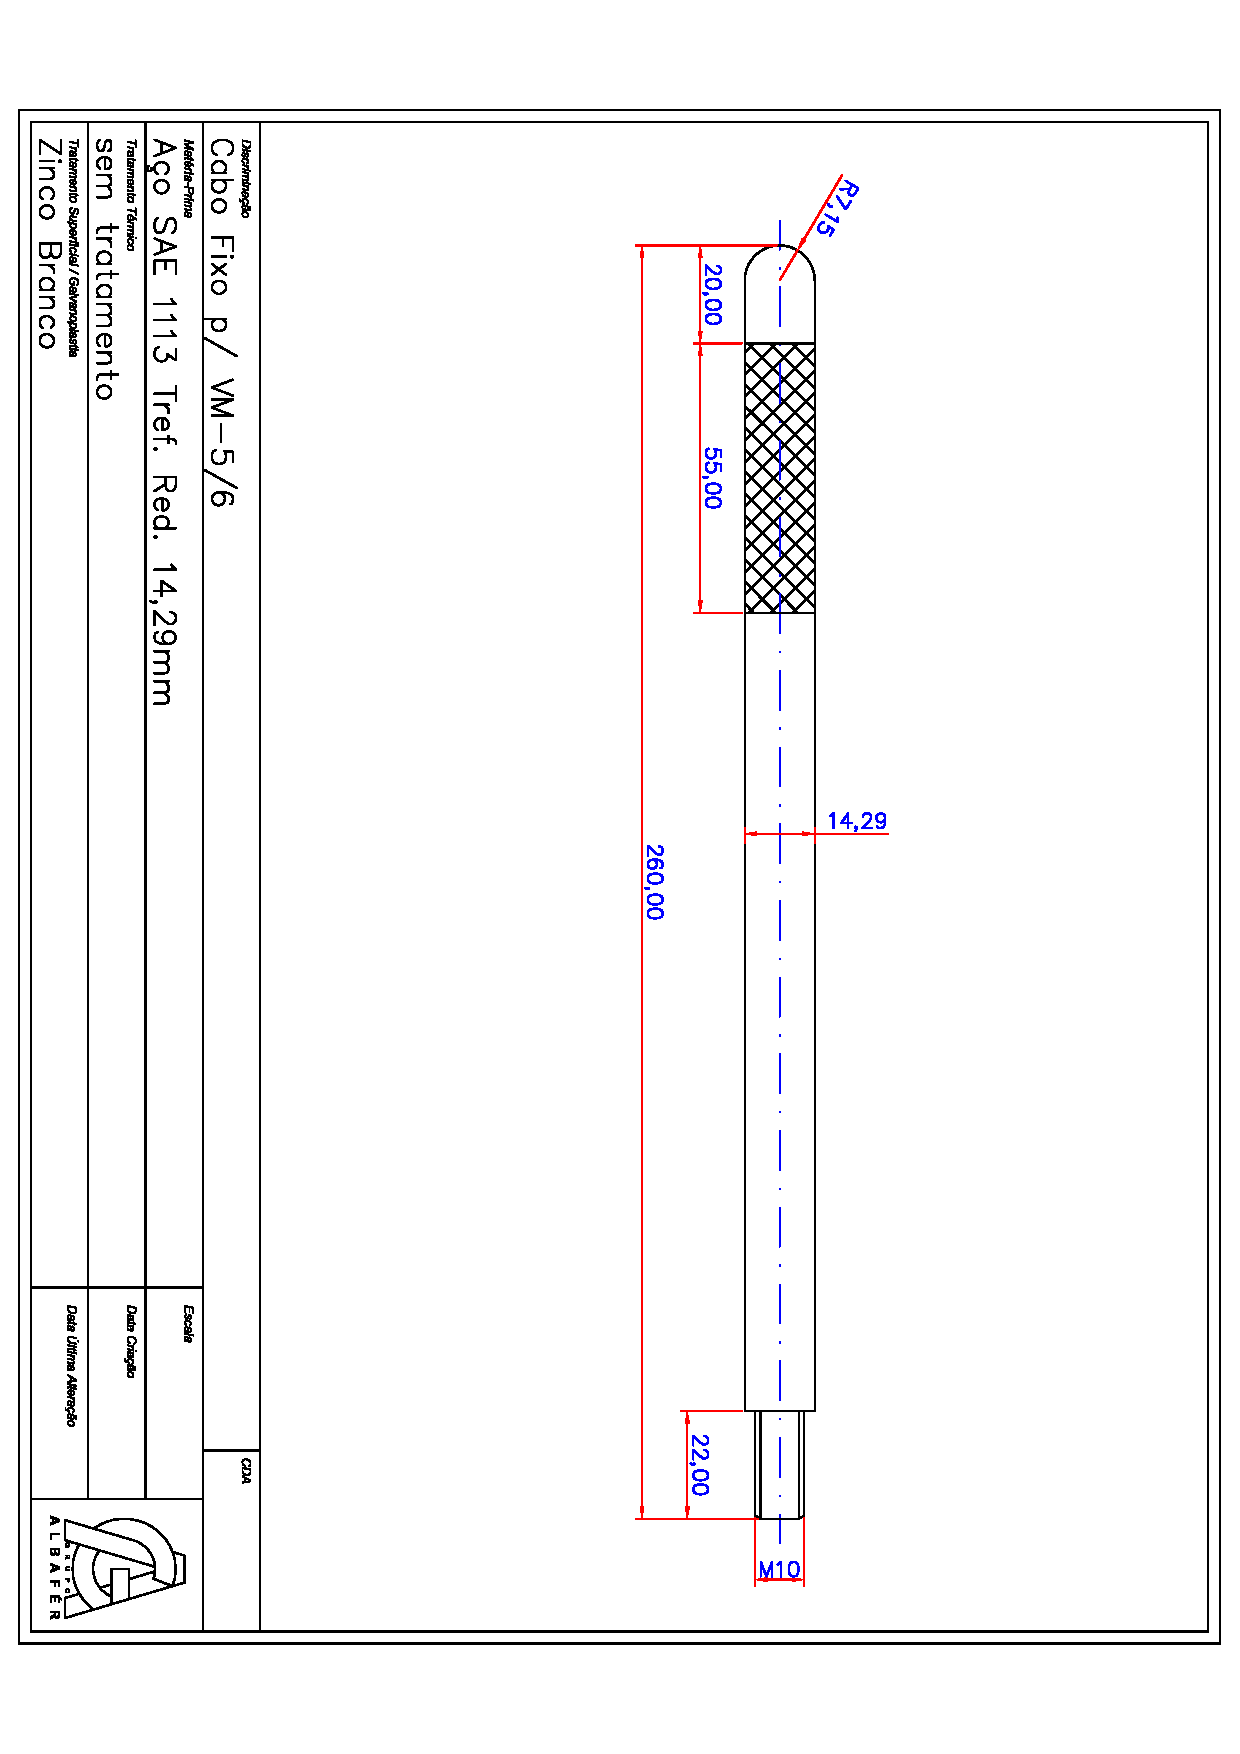 R7,15
20,00
55,00
14,29
260,00
22,00
M10
Discriminação
Cabo Fixo p/ VM-5/6
CDA
Matéria-Prima
Aço SAE 1113 Tref. Red. 14,29mm
Escala
Tratamento Térmico
sem tratamento
Data Criação
Tratamento Superficial / Galvanoplastia
Zinco Branco
Data Última Alteração
GRUPO
ALBAFÉR